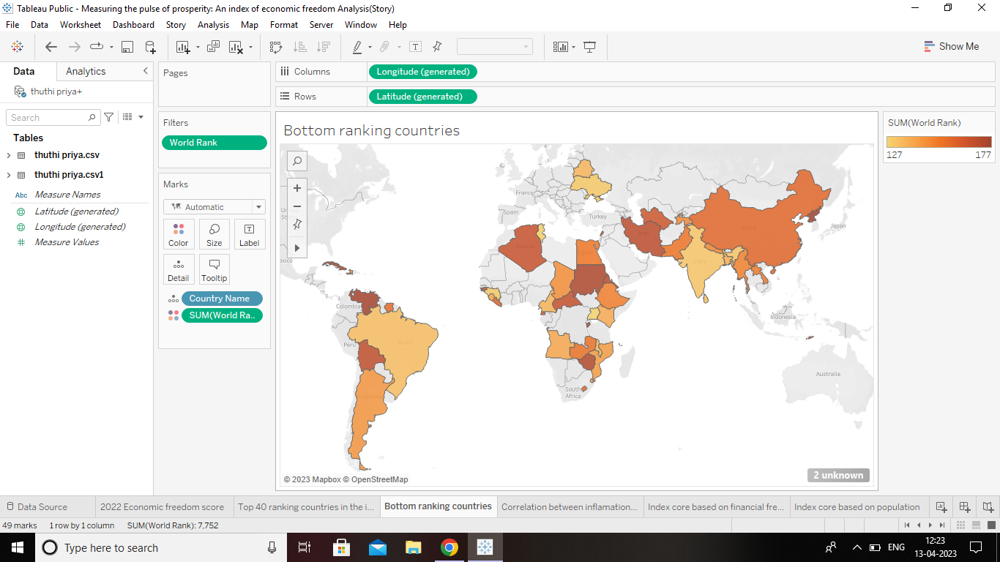 Tableau Public - Measuring the pulse of prosperity: An index of economic freedom Analysis(Story)
File Data Worksheet Dashboard Story Analysis Map Format Server Window Help
Show Me
Data Analytics
thuthi priya+
Search
Tables
thuthi priya.csv
thuthi priya.csv1
Abc Measure Names
Latitude (generated)
Longitude (generated)
Measure Values
Pages
Filters
World Rank
Marks
Automatic
Color Size Label
Detail Tooltip
Country Name
SUM(World Ra..
Columns Longitude (generated)
Rows Latitude (generated)
Bottom ranking countries
France
Spain
Turkey
Iran
China
Japan
Algeria
Egypt
India
Colombia
Peru
Brazil
Indonesia
South
Africa
Australia
© 2023 Mapbox © OpenStreetMap
2 unknown
SUM(World Rank)
127 177
Data Source 2022 Economic freedom score Top 40 ranking countries in the i... Bottom ranking countries Correlation between inflamation... Index core based on financial fre... Index core based on population
49 marks 1 row by 1 column SUM(World Rank): 7,752
Type here to search
ENG
12:23
13-04-2023